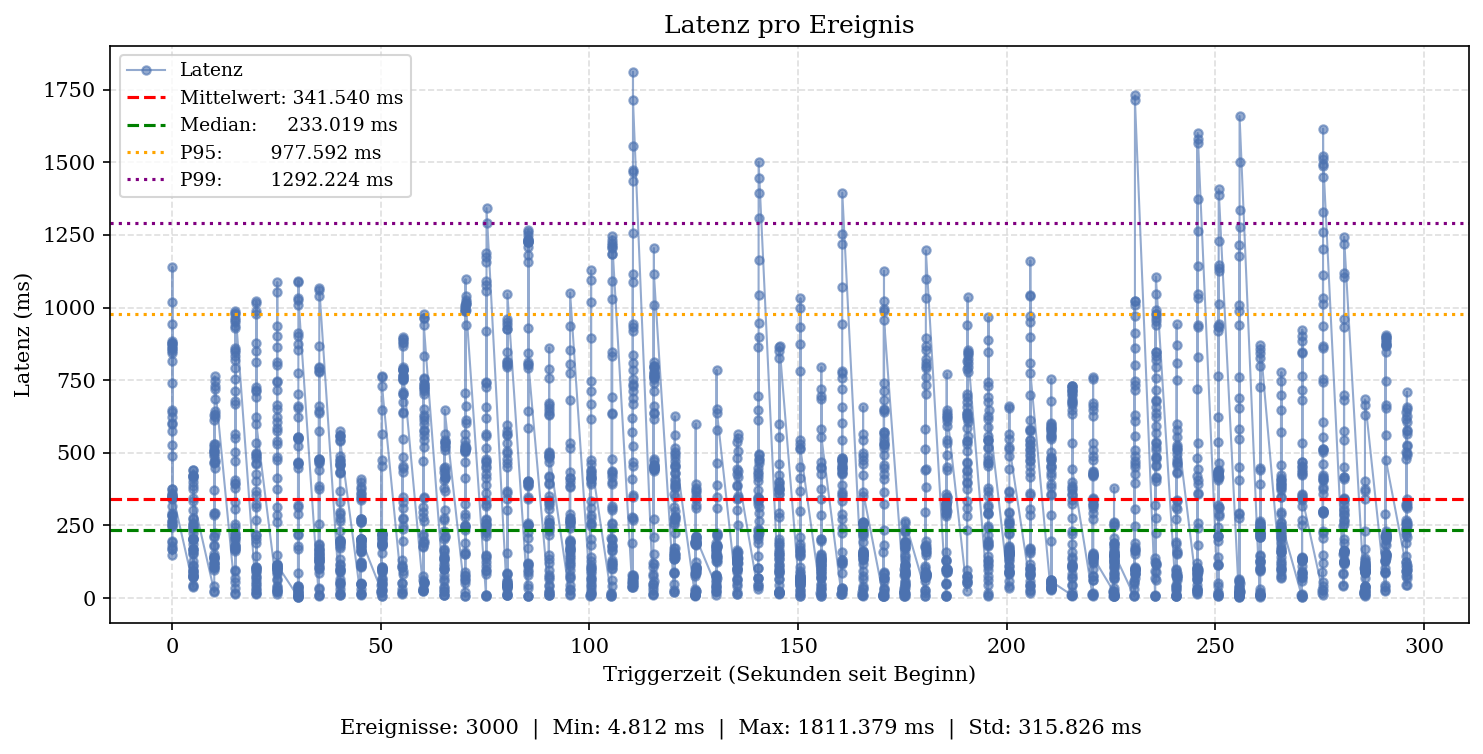 Latenz pro Ereignis
Latenz (ms)
1750
1500
1250
1000
750
500
250
0
Latenz
Mittelwert: 341.540 ms
Median: 233.019 ms
P95: 977.592 ms
P99: 1292.224 ms
0 50 100 150 200 250 300
Triggerzeit (Sekunden seit Beginn)
Ereignisse: 3000 | Min: 4.812 ms | Max: 1811.379 ms | Std: 315.826 ms